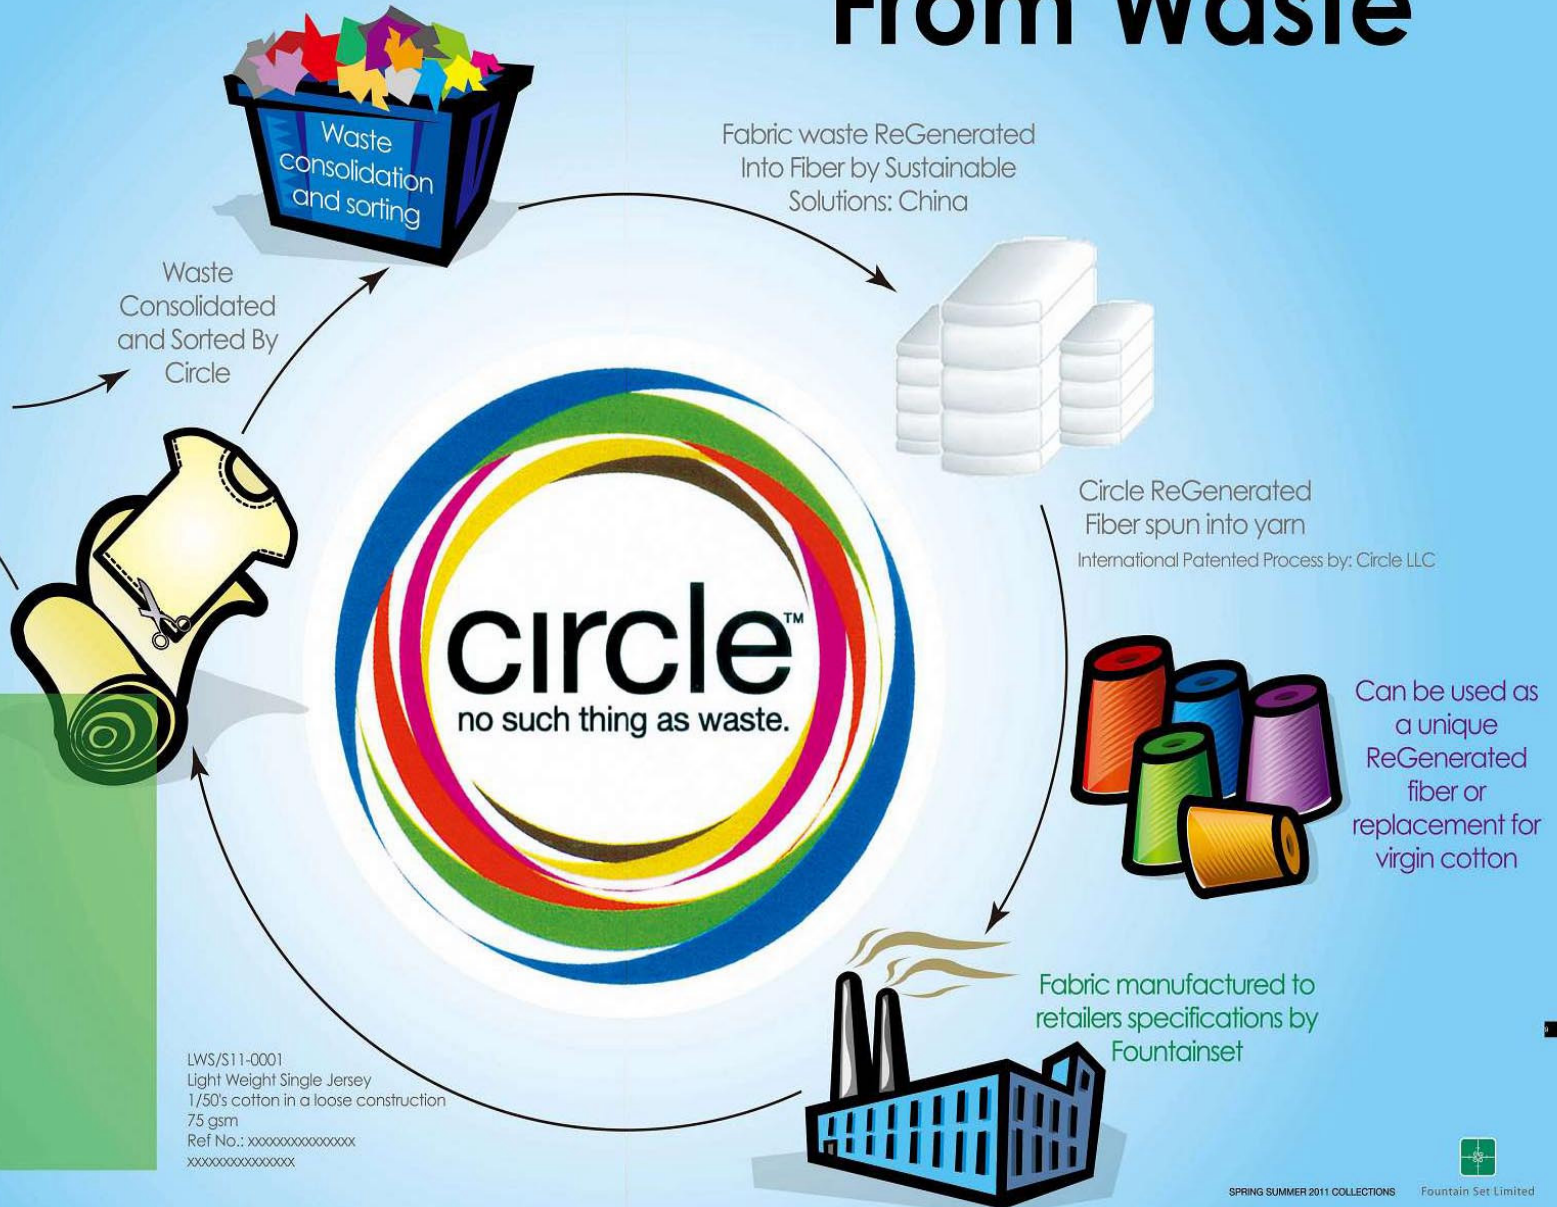 From Waste
Waste
consolidation
and sorting
Fabric waste ReGenerated
Into Fiber by Sustainable
Solutions: China
Waste
Consolidated
and Sorted By
Circle
Circle ReGenerated
Fiber spun into yarn
International Patented Process by: Circle LLC
circle™
no such thing as waste.
Can be used as
a unique
ReGenerated
fiber or
replacement for
virgin cotton
Fabric manufactured to
retailers specifications by
Fountainset
LWS/S11-0001
Light Weight Single Jersey
1/50's cotton in a loose construction
75 gsm
Ref No.: xxxxxxxxxxxxxxx
xxxxxxxxxxxxxxx
SPRING SUMMER 2011 COLLECTIONS
Fountain Set Limited